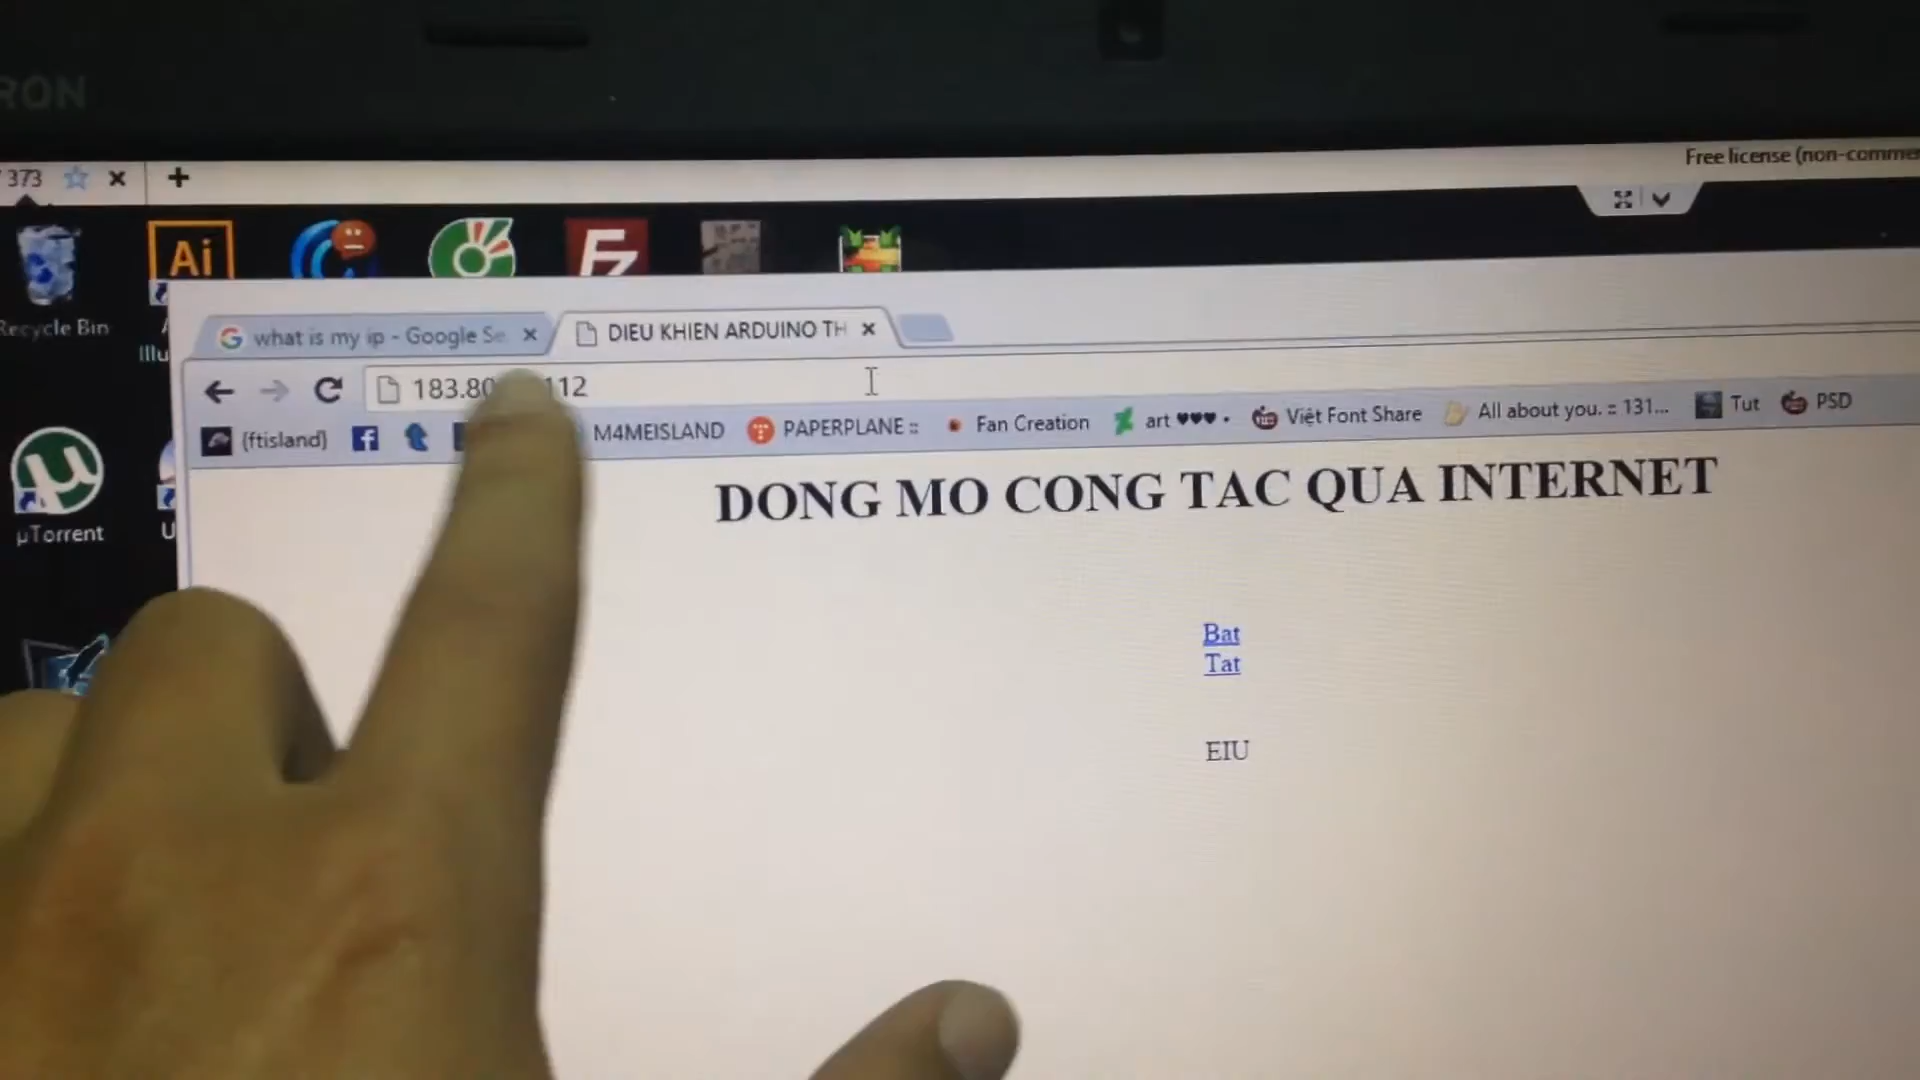 RON
373
Free license (non-comme
Ai
Recycle Bin
Illu
what is my ip - Google Se
DIEU KHIEN ARDUINO TH
183.80
112
(ftisland)
M4MEISLAND
PAPERPLANE ::
Fan Creation
art ♥♥♥ •
Việt Font Share
All about you. :: 131...
Tut
PSD
DONG MO CONG TAC QUA INTERNET
µTorrent
U
Bat
Tat
EIU